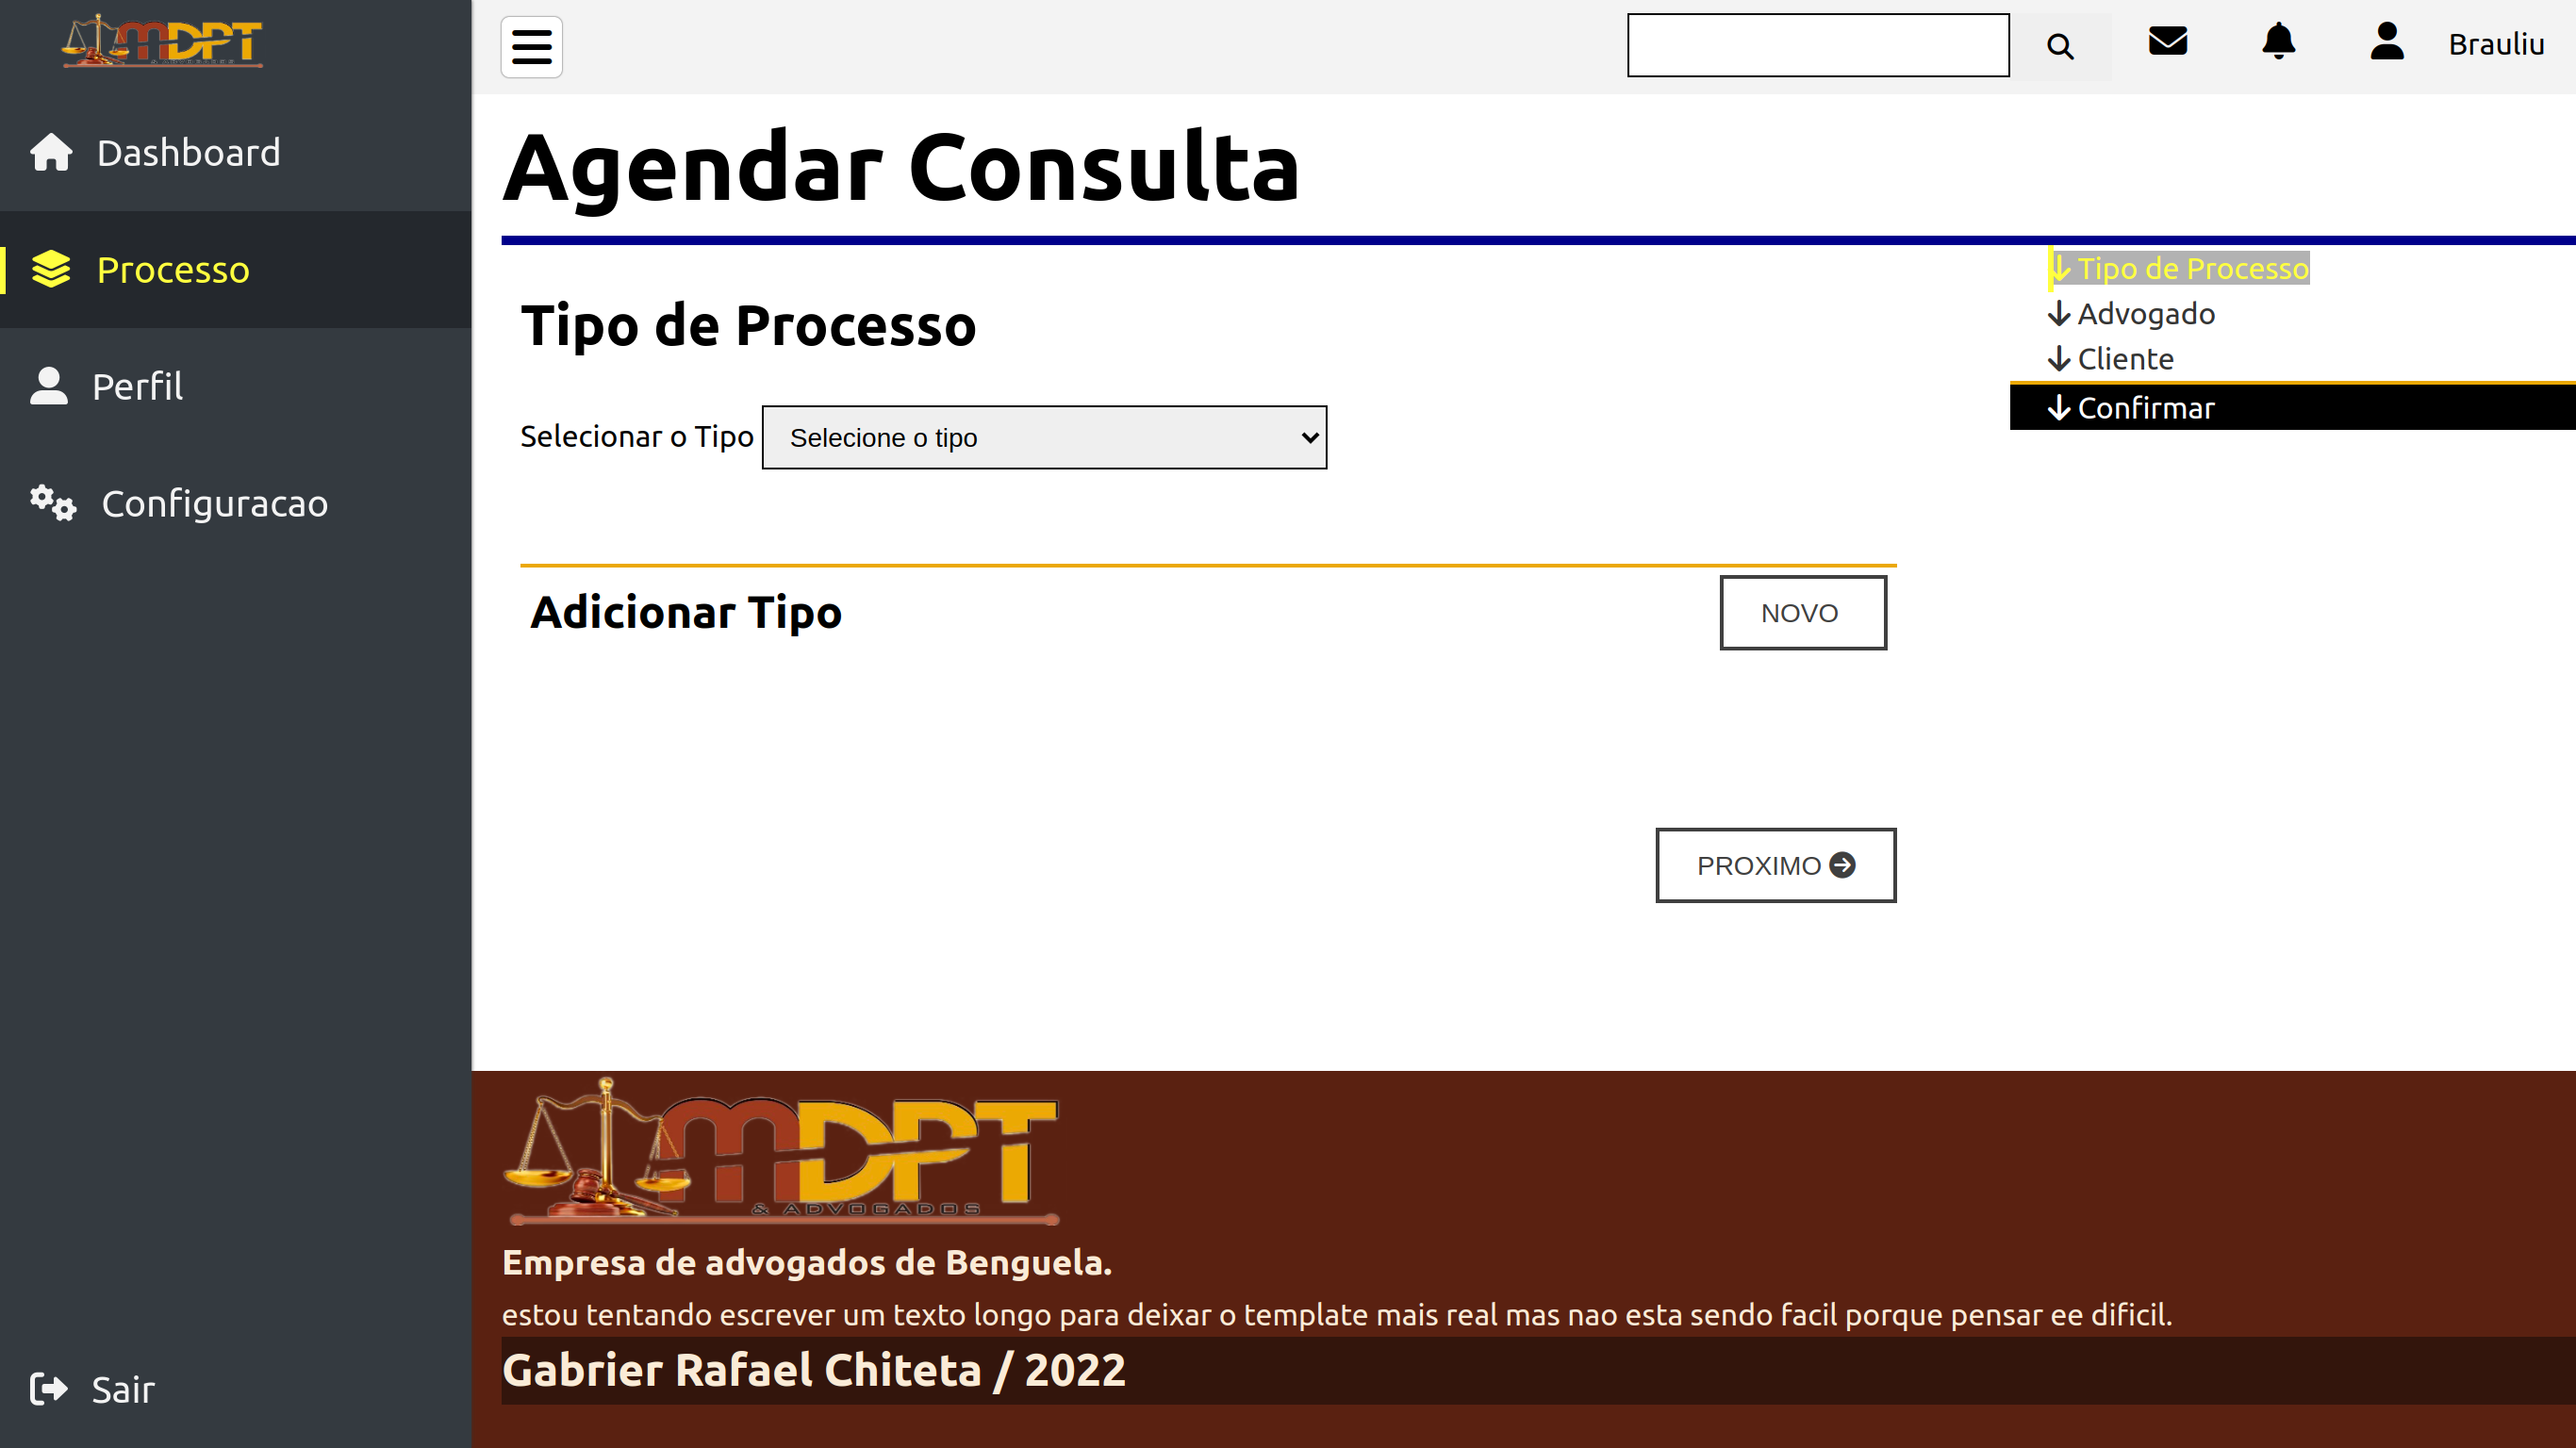 MDPT
& ADVOGADOS
Dashboard
Processo
Perfil
Configuracao
Sair
Brauliu
Agendar Consulta
Tipo de Processo
Selecionar o Tipo
Selecione o tipo
Adicionar Tipo
NOVO
PROXIMO
Tipo de Processo
Advogado
Cliente
Confirmar
MDPT
& ADVOGADOS
Empresa de advogados de Benguela.
estou tentando escrever um texto longo para deixar o template mais real mas nao esta sendo facil porque pensar ee dificil.
Gabrier Rafael Chiteta / 2022